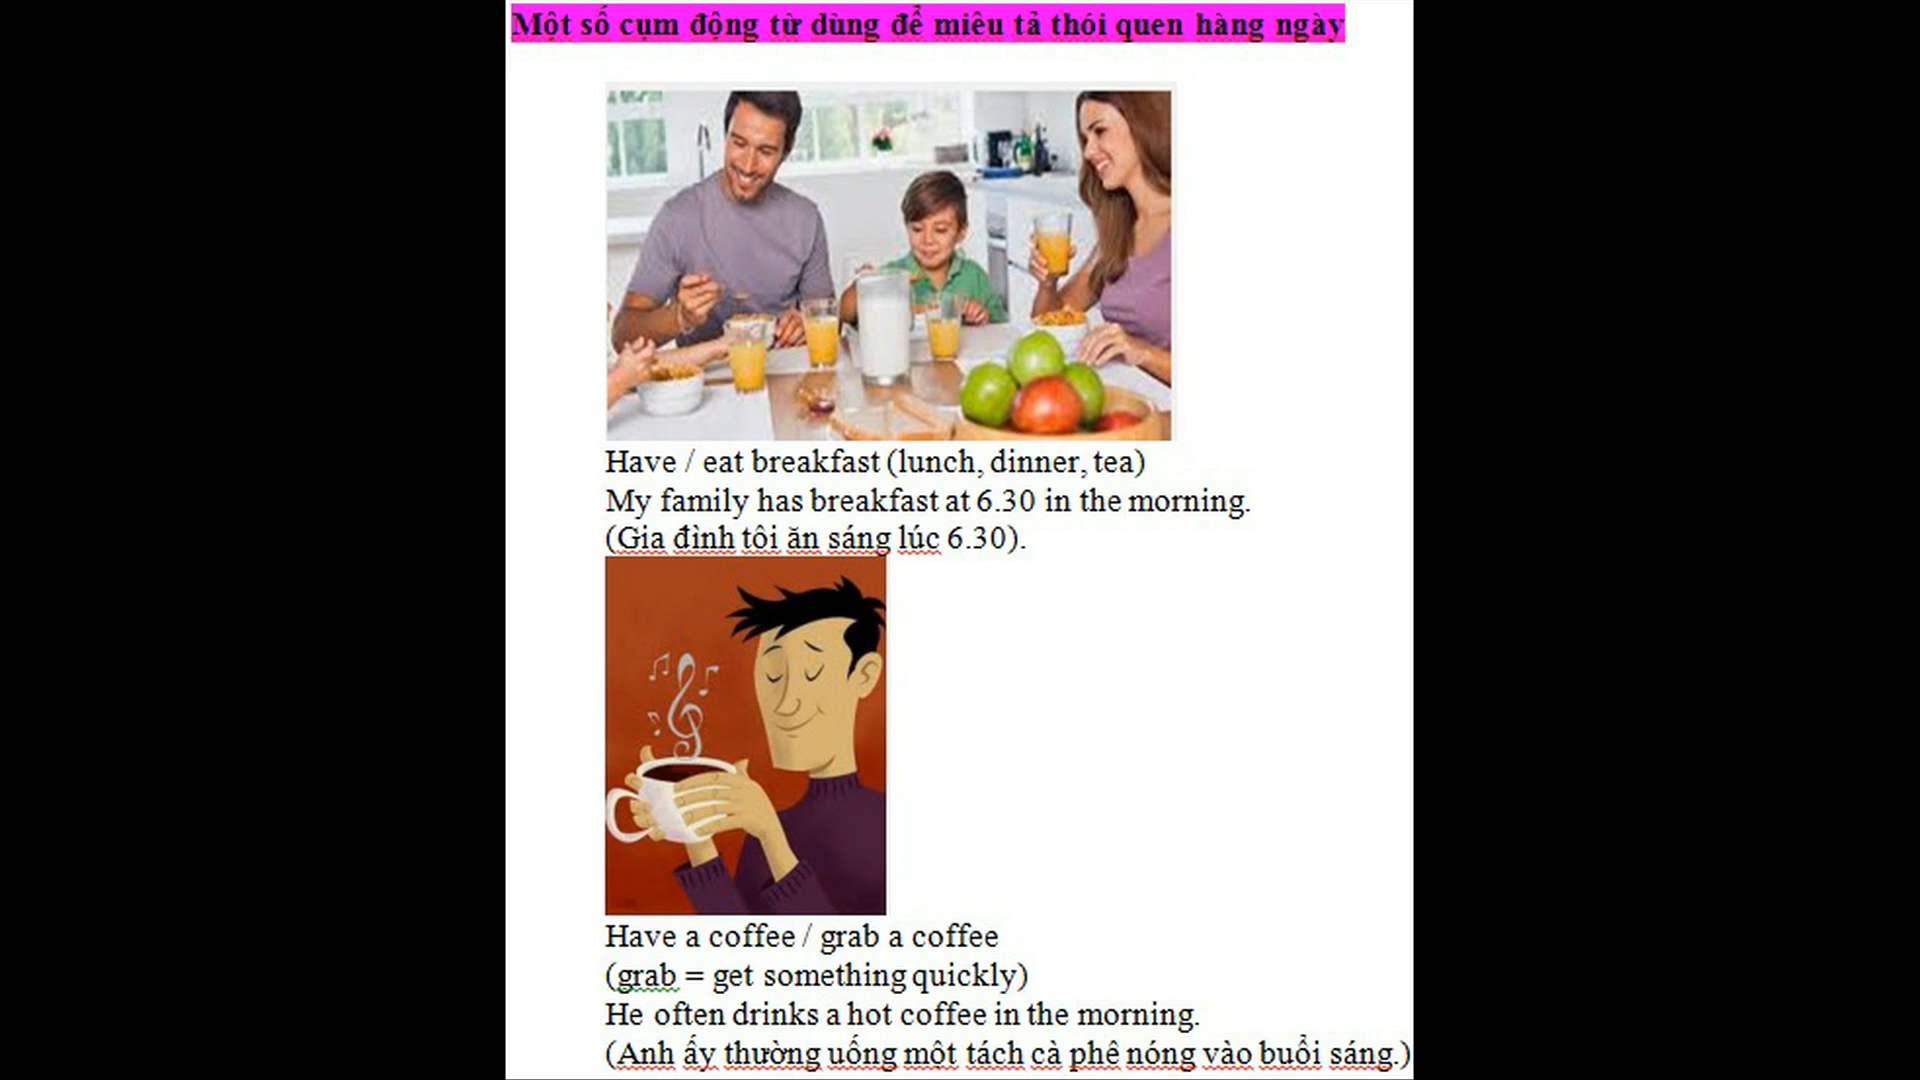 Một số cụm động từ dùng để miêu tả thói quen hàng ngày
Have / eat breakfast (lunch, dinner, tea)
My family has breakfast at 6.30 in the morning.
(Gia đình tôi ăn sáng lúc 6.30).
Have a coffee / grab a coffee
(grab = get something quickly)
He often drinks a hot coffee in the morning.
(Anh ấy thường uống một tách cà phê nóng vào buổi sáng.)